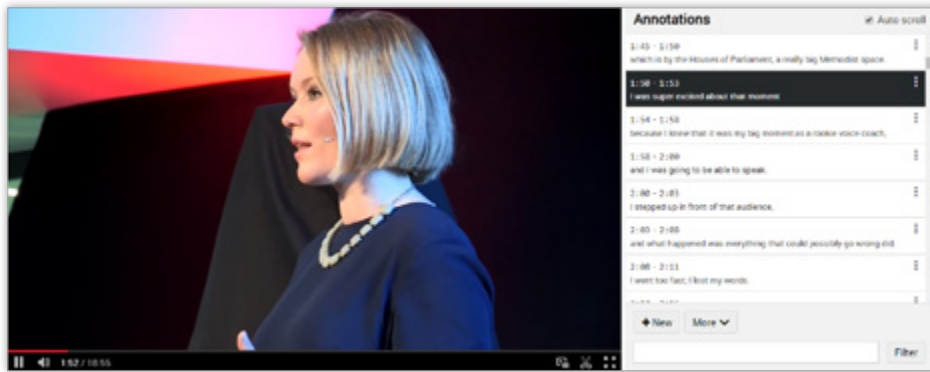 Annotations
Auto scroll
1:45 - 1:50
which is by the Houses of Parliament, a really big Methodist space.
1:50 - 1:53
I was super excited about that moment
1:54 - 1:58
because I knew that it was my big moment as a rookie voice coach,
1:58 - 2:00
and I was going to be able to speak.
2:00 - 2:03
I stepped up in front of that audience,
2:03 - 2:08
and what happened was everything that could possibly go wrong did.
2:08 - 2:11
I went too fast, I lost my words.
+ New
More
Filter
1:52 / 18:55